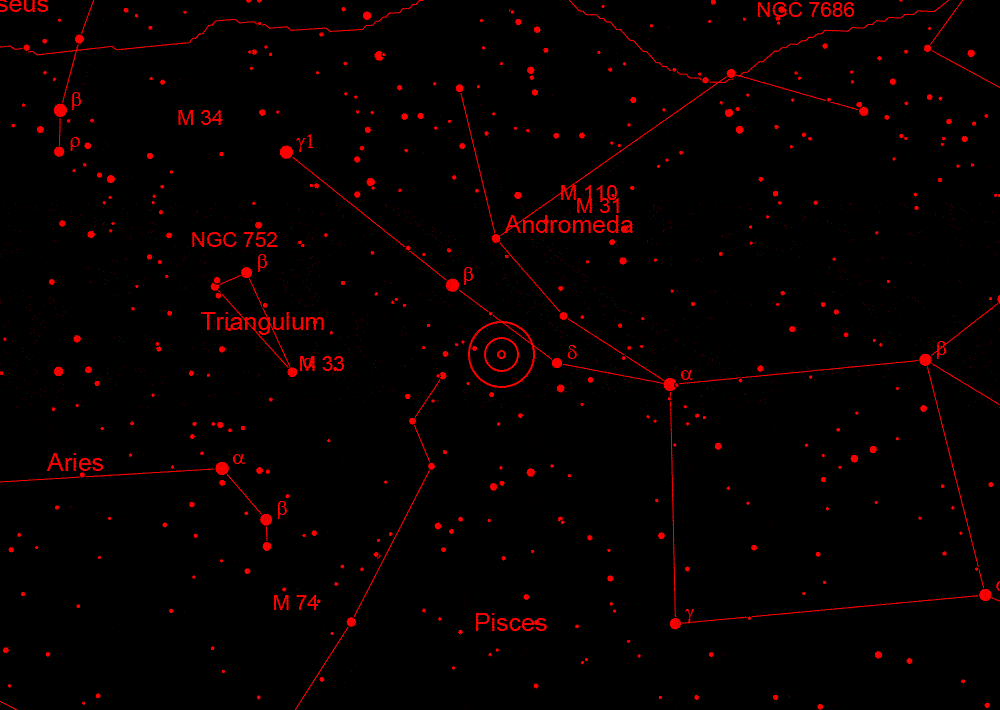 seus
NGC 7686
β
M 34
ρ
γ1
M 110
M 31
Andromeda
NGC 752
β
β
Triangulum
δ
β
M 33
α
Aries
α
β
M 74
Pisces
γ